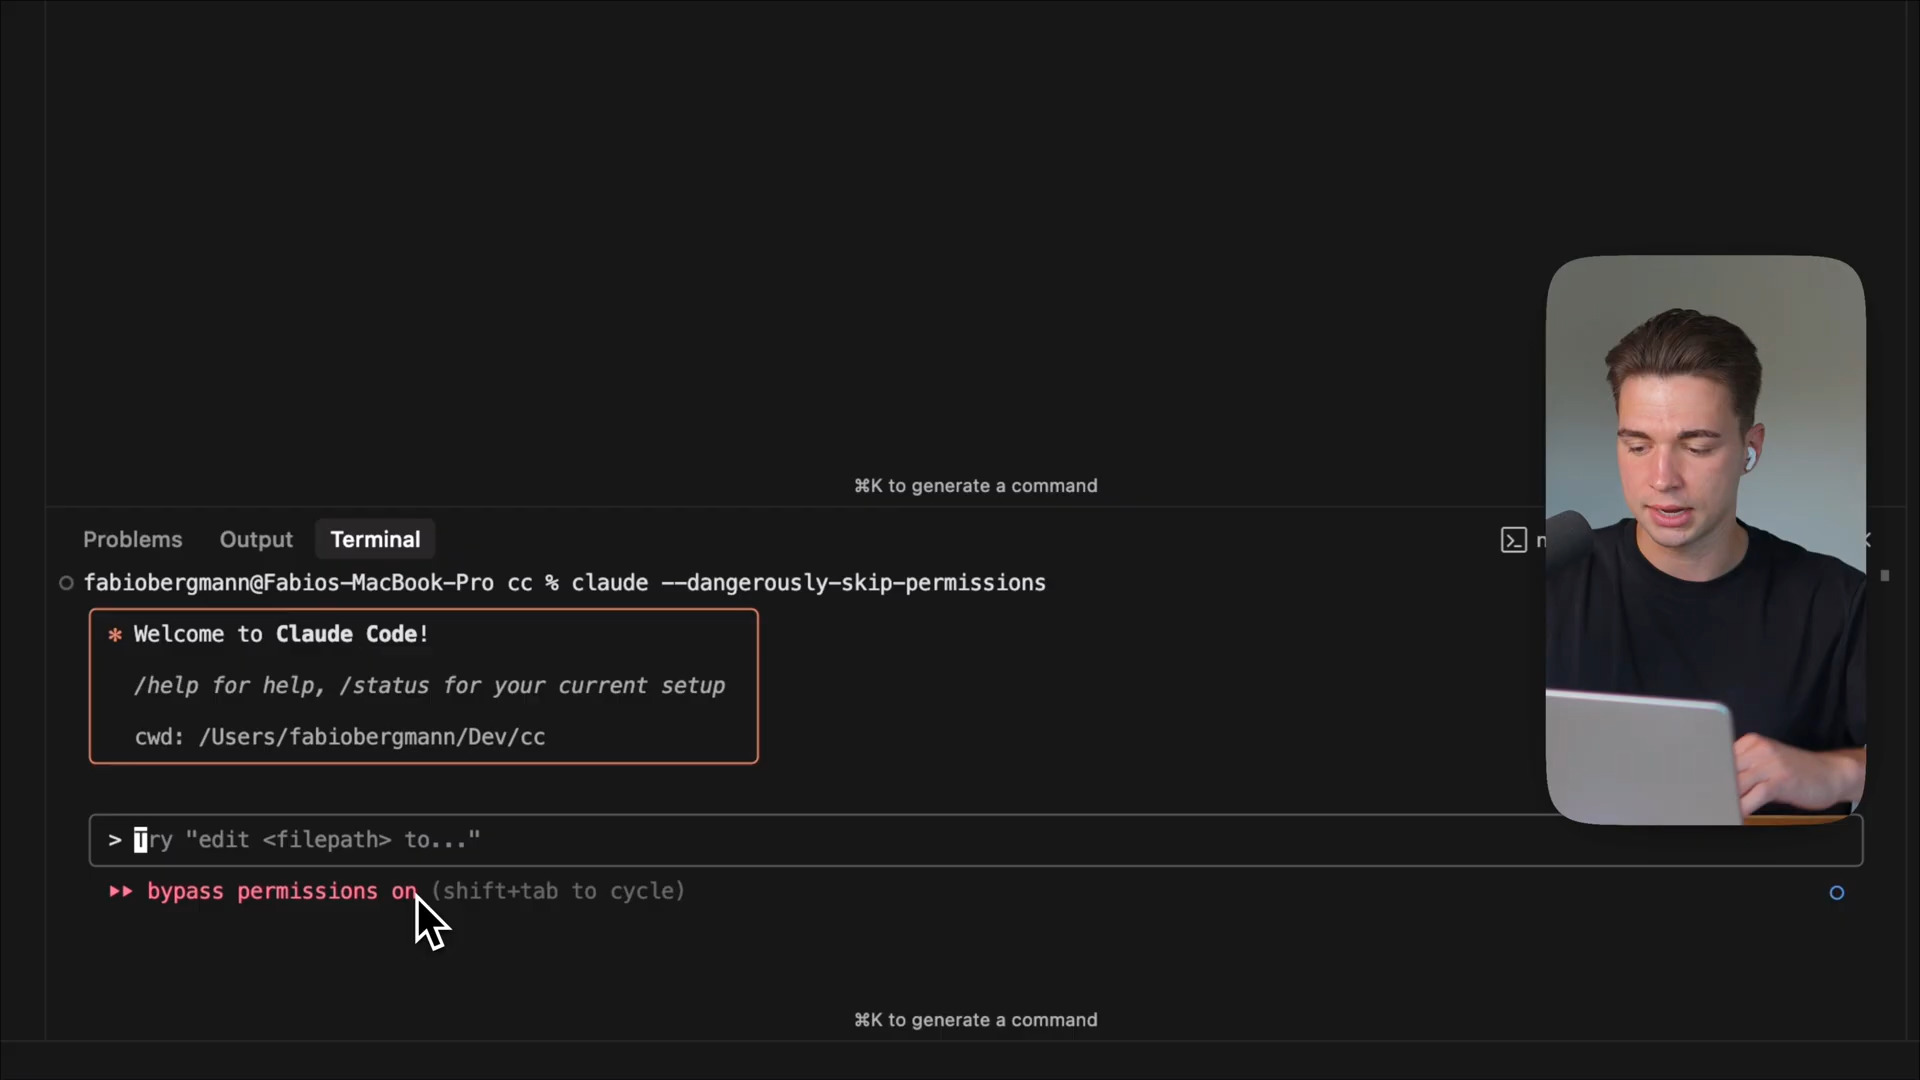 ⌘K to generate a command
Problems Output Terminal
fabiobergmann@Fabios-MacBook-Pro cc % claude --dangerously-skip-permissions
* Welcome to Claude Code!
/help for help, /status for your current setup
cwd: /Users/fabiobergmann/Dev/cc
> Try "edit <filepath> to..."
bypass permissions on (shift+tab to cycle)
⌘K to generate a command